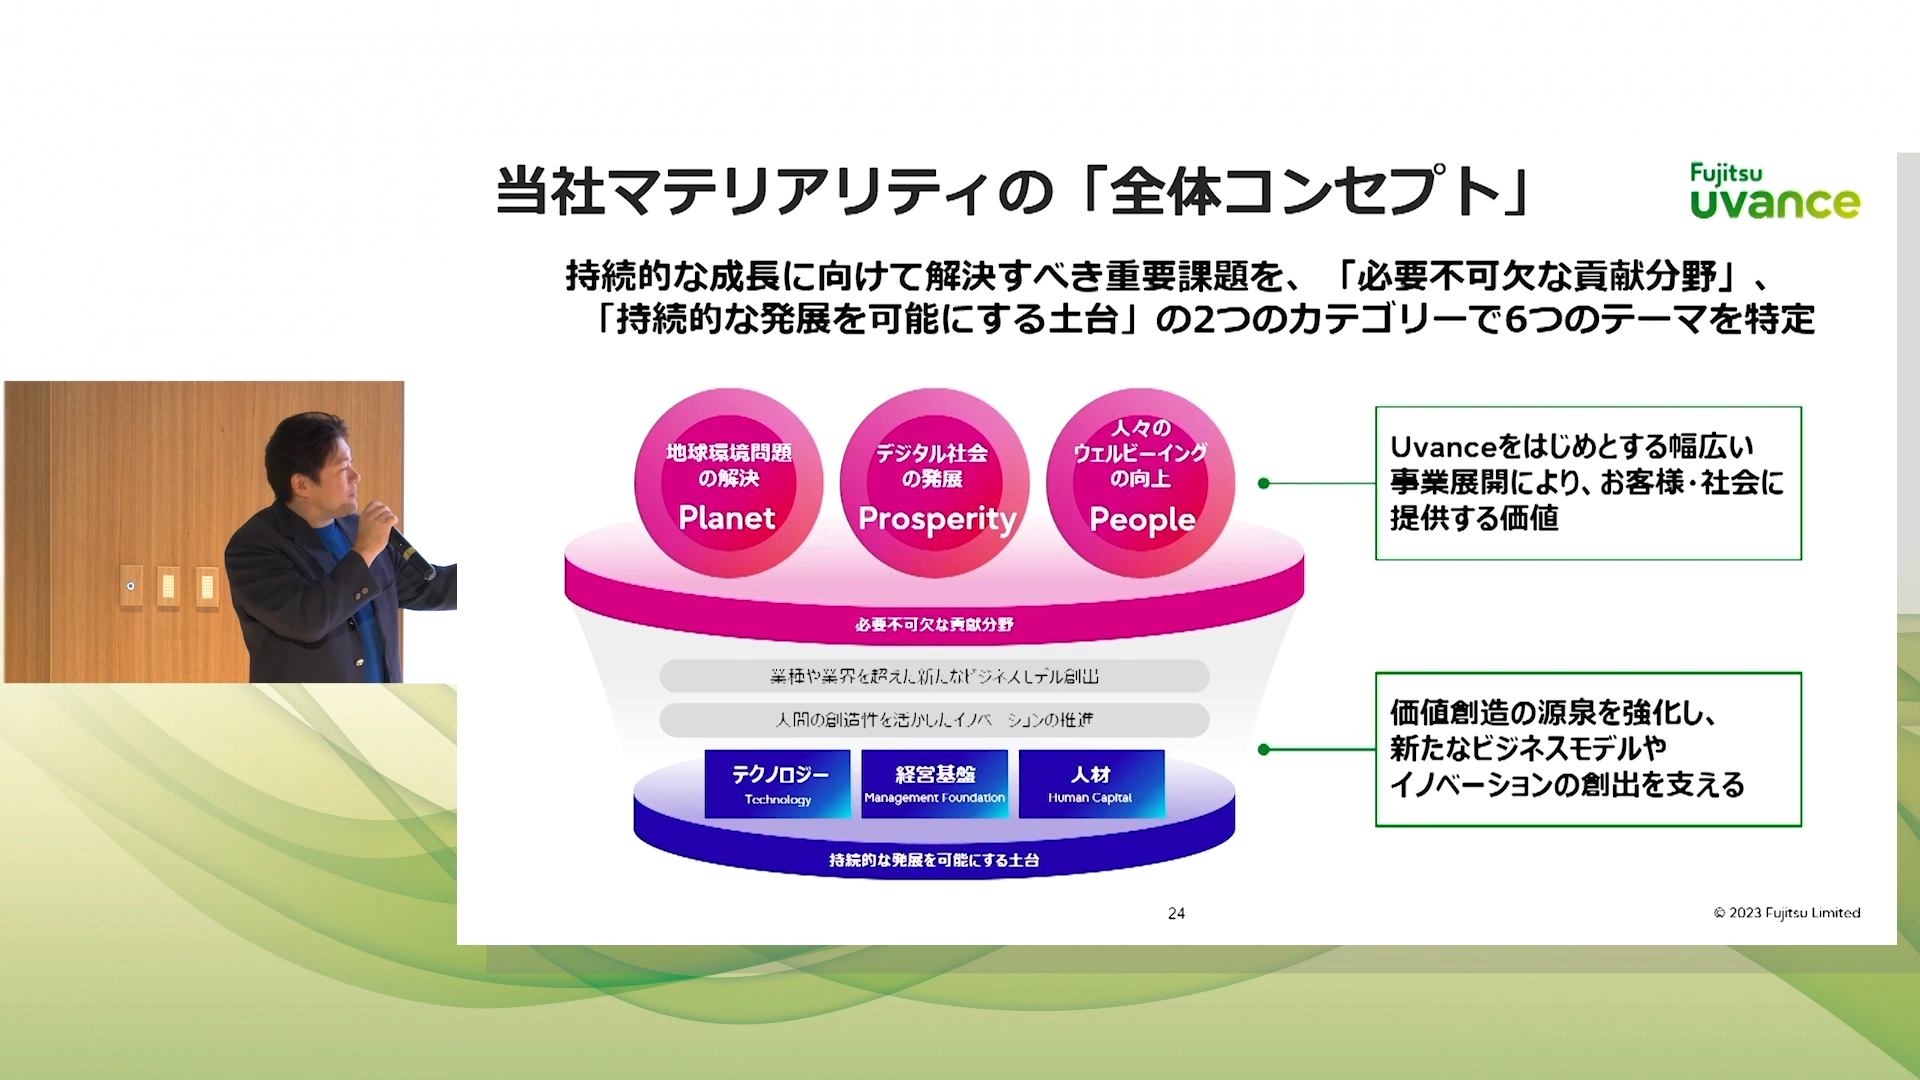 当社マテリアリティの「全体コンセプト」
Fujitsu
uvance
持続的な成長に向けて解決すべき重要課題を、「必要不可欠な貢献分野」、
「持続的な発展を可能にする土台」の2つのカテゴリーで6つのテーマを特定
地球環境問題
の解決
Planet
デジタル社会
の発展
Prosperity
人々の
ウェルビーイング
の向上
People
Uvanceをはじめとする幅広い
事業展開により、お客様・社会に
提供する価値
必要不可欠な貢献分野
業種や業界を超えた新たなビジネスモデル創出
人間の創造性を活かしたイノベーションの推進
価値創造の源泉を強化し、
新たなビジネスモデルや
イノベーションの創出を支える
テクノロジー
Technology
経営基盤
Management Foundation
人材
Human Capital
持続的な発展を可能にする土台
24
© 2023 Fujitsu Limited